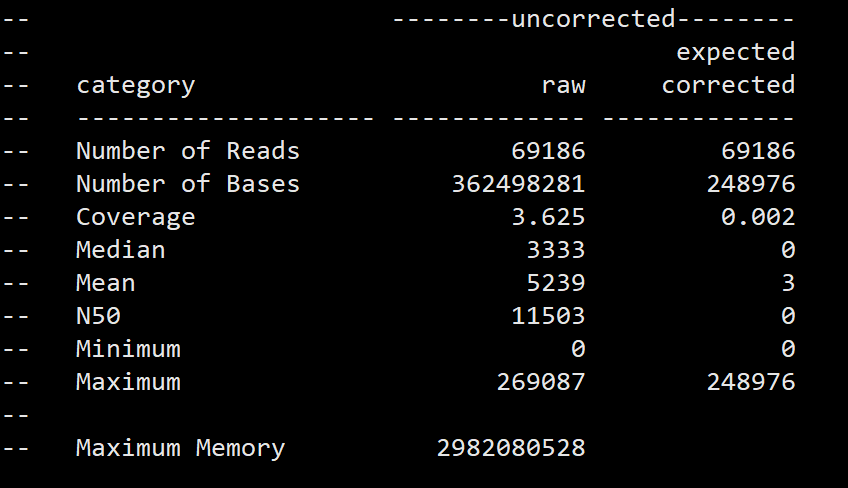 --                         --------uncorrected--------
--                                            expected
--   category                       raw     corrected
--   -------------------- ------------- -------------
--   Number of Reads              69186         69186
--   Number of Bases          362498281        248976
--   Coverage                     3.625         0.002
--   Median                        3333             0
--   Mean                          5239             3
--   N50                          11503             0
--   Minimum                          0             0
--   Maximum                     269087        248976
--
--   Maximum Memory          2982080528